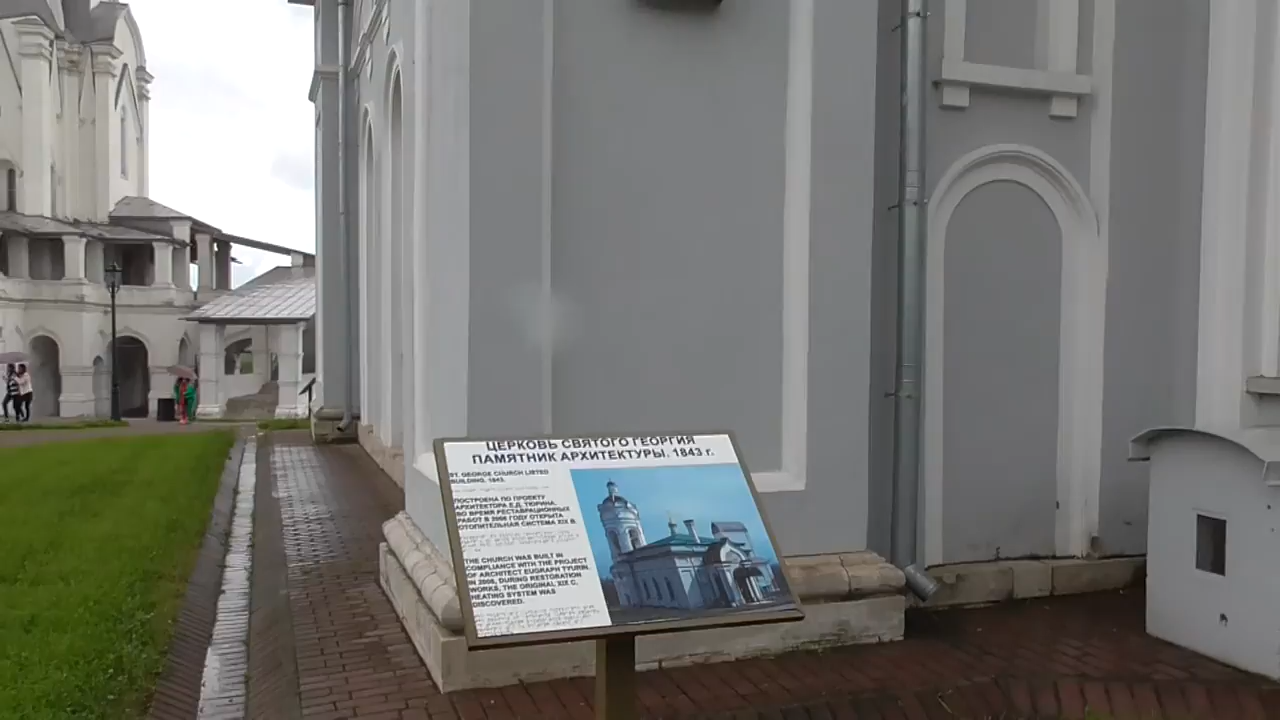 ЦЕРКОВЬ СВЯТОГО ГЕОРГИЯ
ПАМЯТНИК АРХИТЕКТУРЫ. 1843 г.
ST. GEORGE CHURCH LISTED
BUILDING, 1843.
ПОСТРОЕНА ПО ПРОЕКТУ
АРХИТЕКТОРА Е.Д. ТЮРИНА.
ВО ВРЕМЯ РЕСТАВРАЦИОННЫХ
РАБОТ В 2006 ГОДУ ОТКРЫТА
ОТОПИТЕЛЬНАЯ СИСТЕМА XIX В.
THE CHURCH WAS BUILT IN
COMPLIANCE WITH THE PROJECT
OF ARCHITECT EUGRAPH TYURIN.
IN 2006, DURING RESTORATION
WORKS, THE ORIGINAL XIX C.
HEATING SYSTEM WAS
DISCOVERED.